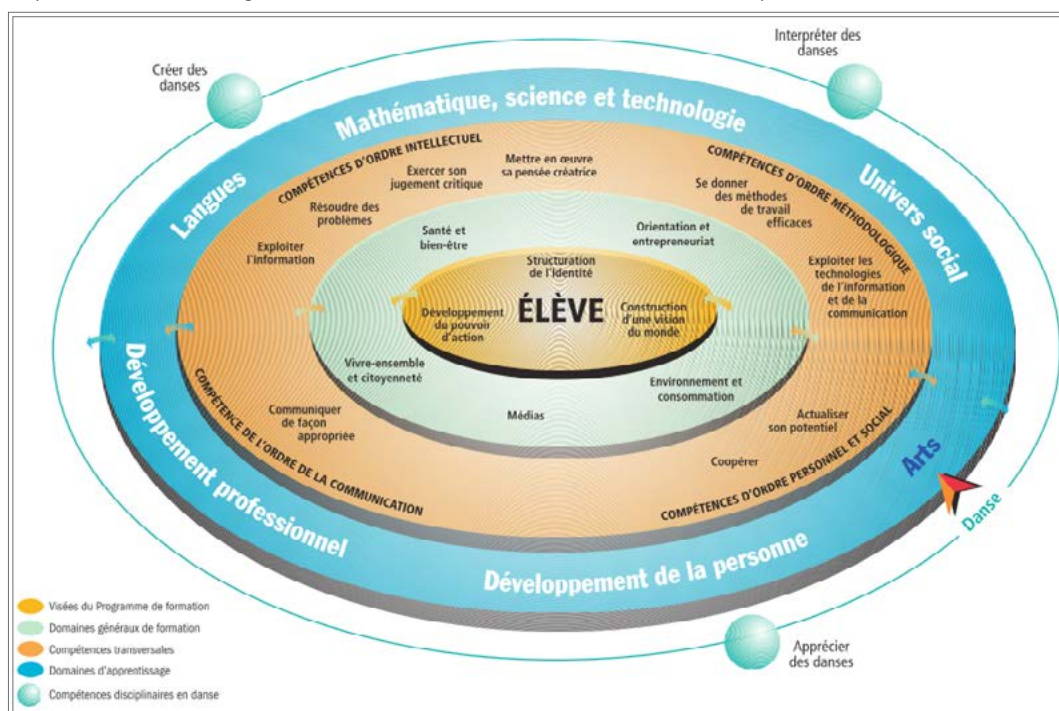 Créer des
danses
Interpréter des
danses
Mathématique, science et technologie
Langues
Univers social
COMPÉTENCES D'ORDRE INTELLECTUEL
COMPÉTENCES D'ORDRE MÉTHODOLOGIQUE
Exercer son
jugement critique
Mettre en œuvre
sa pensée créatrice
Se donner
des méthodes
de travail
efficaces
Résoudre des
problèmes
Exploiter
l'information
Exploiter les
technologies
de l'information
et de la
communication
Santé et
bien-être
Orientation et
entrepreneuriat
Structuration
de l'identité
ÉLÈVE
Développement
du pouvoir
d'action
Construction
d'une vision
du monde
Vivre-ensemble
et citoyenneté
Environnement et
consommation
Médias
Communiquer
de façon
appropriée
Actualiser
son potentiel
Coopérer
COMPÉTENCE DE L'ORDRE DE LA COMMUNICATION
COMPÉTENCES D'ORDRE PERSONNEL ET SOCIAL
Arts
Danse
Développement professionnel
Développement de la personne
Apprécier
des danses
Visées du Programme de formation
Domaines généraux de formation
Compétences transversales
Domaines d'apprentissage
Compétences disciplinaires en danse